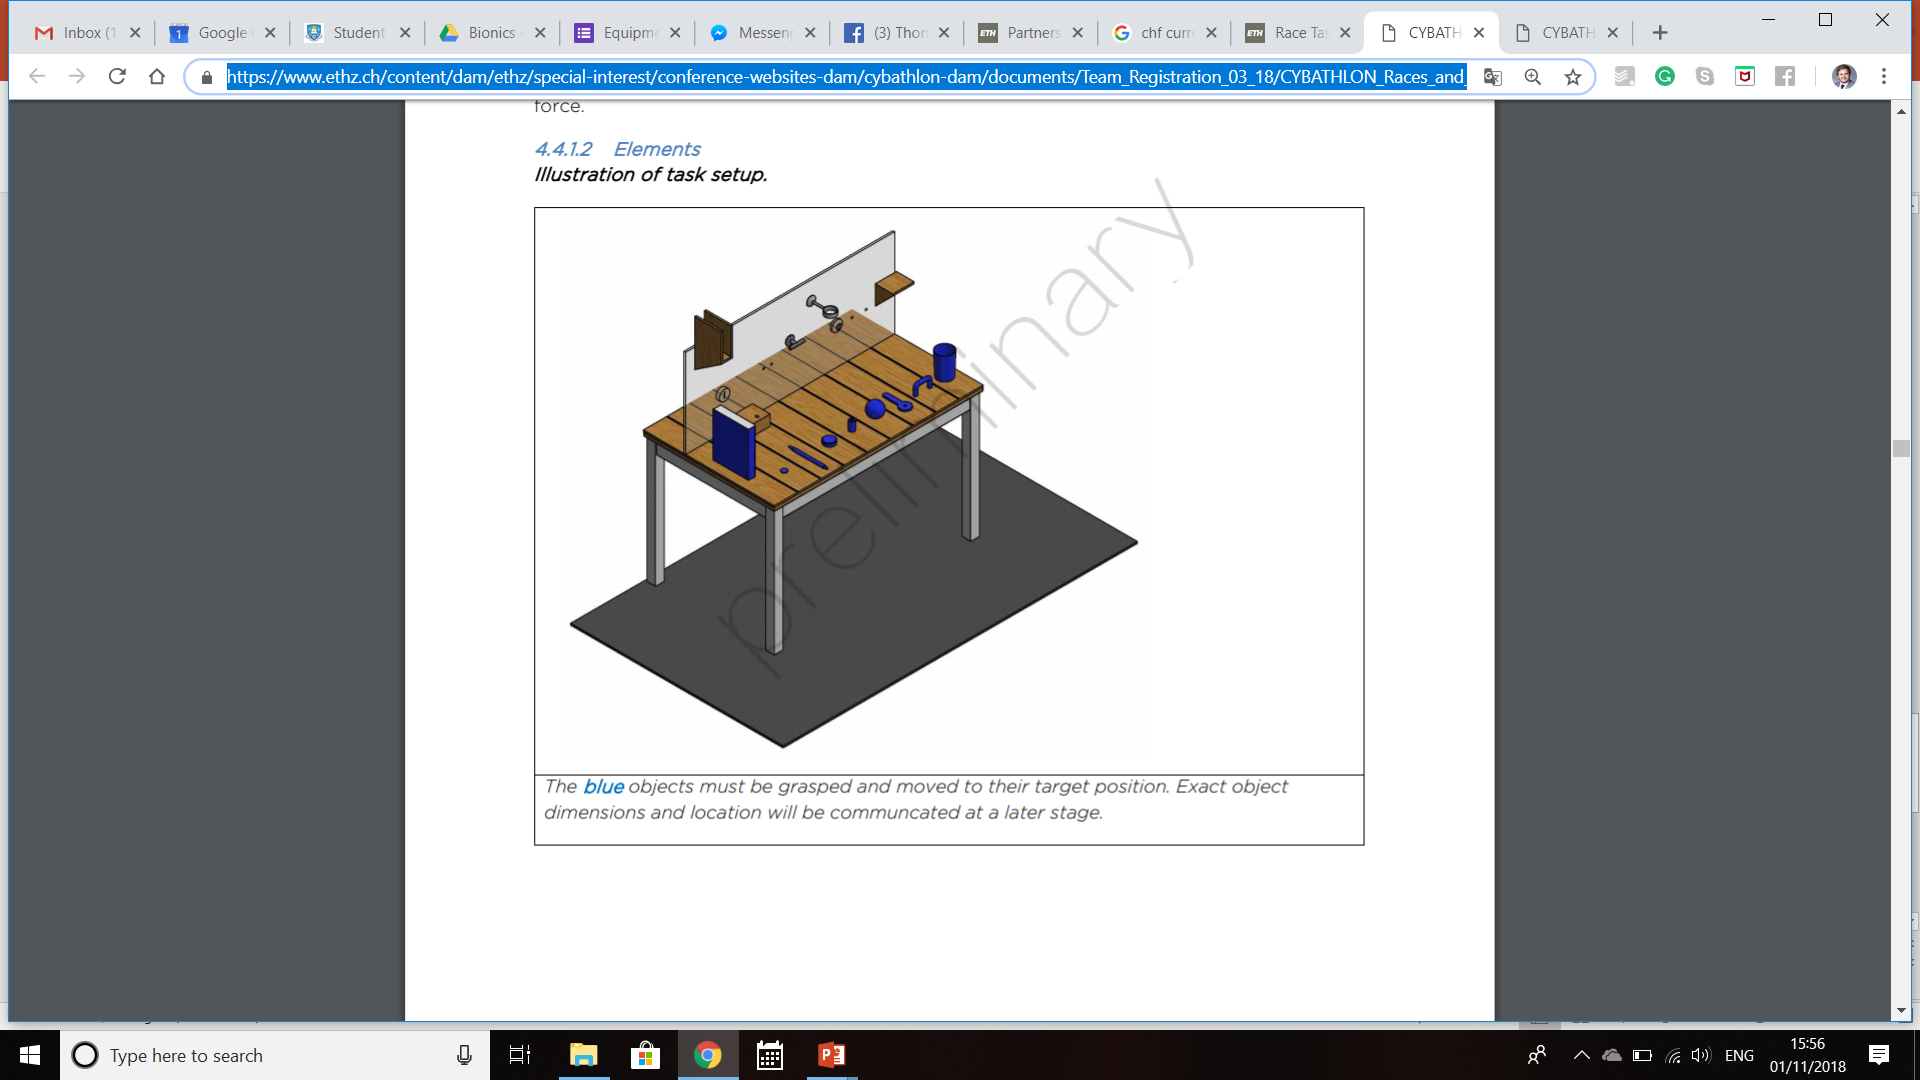 Inbox (1
Google
Student
Bionics -
Equipme
Messeng
(3) Thon
Partners
chf curre
Race Tas
CYBATH
CYBATH
https://www.ethz.ch/content/dam/ethz/special-interest/conference-websites-dam/cybathlon-dam/documents/Team_Registration_03_18/CYBATHLON_Races_and_
force.
4.4.1.2 Elements
Illustration of task setup.
preliminary
The blue objects must be grasped and moved to their target position. Exact object
dimensions and location will be communcated at a later stage.
Type here to search
ENG
15:56
01/11/2018